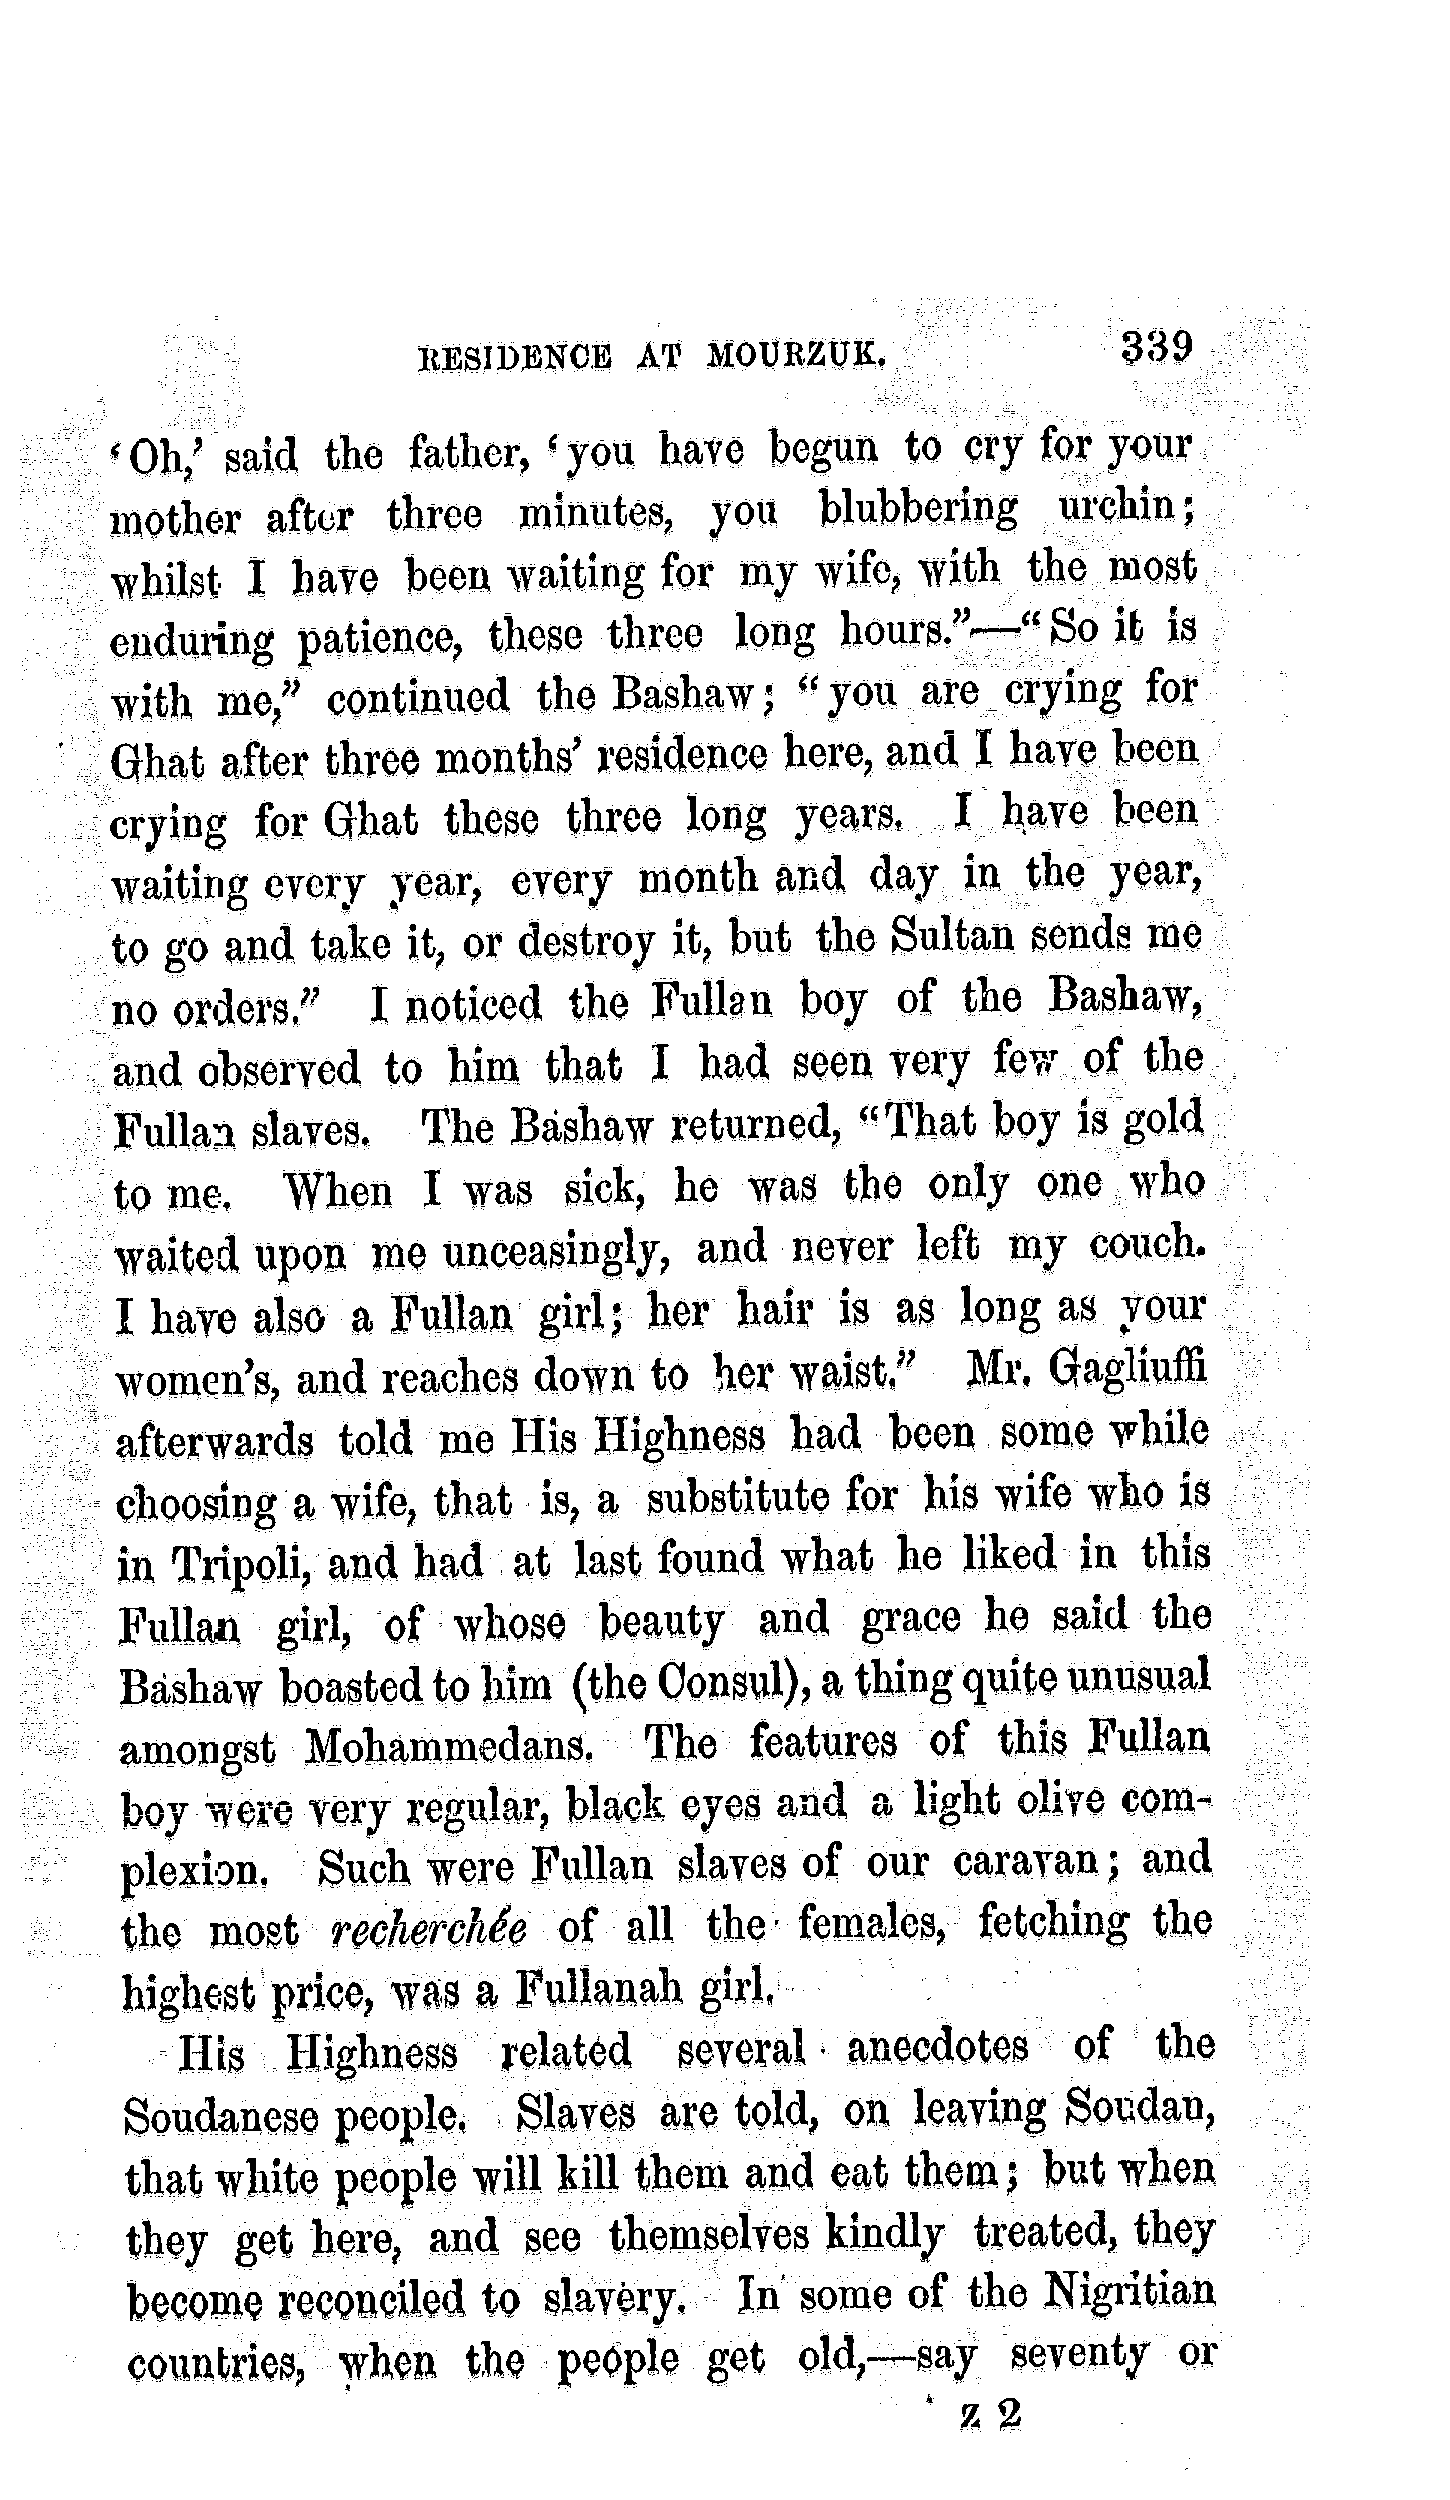 RESIDENCE AT MOURZUK. 339
‘Oh,’ said the father, ‘you have begun to cry for your
mother after three minutes, you blubbering urchin;
whilst I have been waiting for my wife, with the most
enduring patience, these three long hours.”—“So it is
with me,” continued the Bashaw; “you are crying for
Ghat after three months’ residence here, and I have been
crying for Ghat these three long years. I have been
waiting every year, every month and day in the year,
to go and take it, or destroy it, but the Sultan sends me
no orders.” I noticed the Fullan boy of the Bashaw,
and observed to him that I had seen very few of the
Fullan slaves. The Bashaw returned, “That boy is gold
to me. When I was sick, he was the only one who
waited upon me unceasingly, and never left my couch.
I have also a Fullan girl; her hair is as long as your
women’s, and reaches down to her waist.” Mr. Gagliuffi
afterwards told me His Highness had been some while
choosing a wife, that is, a substitute for his wife who is
in Tripoli, and had at last found what he liked in this
Fullan girl, of whose beauty and grace he said the
Bashaw boasted to him (the Consul), a thing quite unusual
amongst Mohammedans. The features of this Fullan
boy were very regular, black eyes and a light olive com-
plexion. Such were Fullan slaves of our caravan; and
the most recherchée of all the females, fetching the
highest price, was a Fullanah girl.
His Highness related several anecdotes of the
Soudanese people. Slaves are told, on leaving Soudan,
that white people will kill them and eat them; but when
they get here, and see themselves kindly treated, they
become reconciled to slavery. In some of the Nigritian
countries, when the people get old,—say seventy or
Z 2